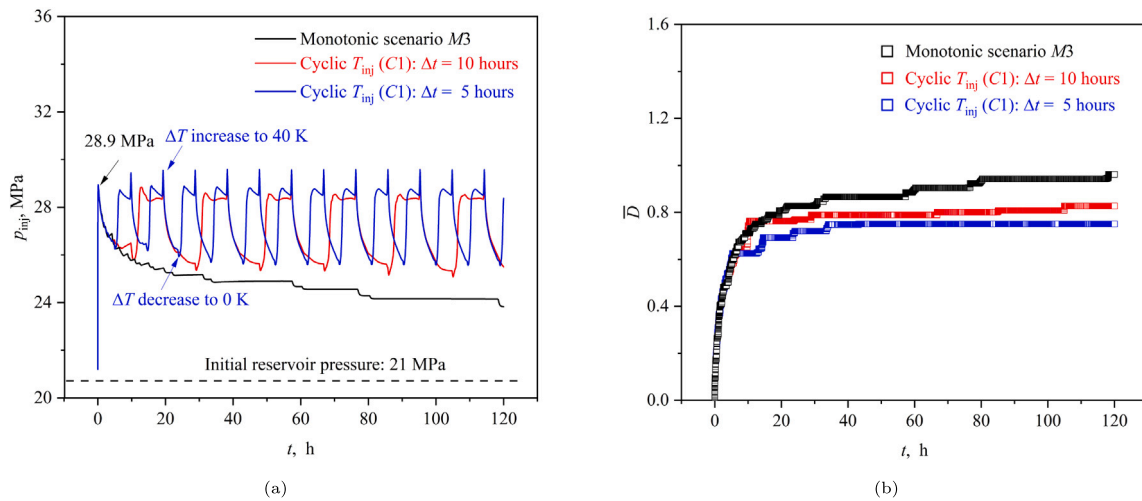 36
32
28
24
20
p_inj, MPa
Monotonic scenario M3
Cyclic T_inj (C1): Δt = 10 hours
Cyclic T_inj (C1): Δt = 5 hours
28.9 MPa
ΔT increase to 40 K
ΔT decrease to 0 K
Initial reservoir pressure: 21 MPa
0 20 40 60 80 100 120
t, h
(a)
1.6
1.2
0.8
0.4
0.0
D̅
Monotonic scenario M3
Cyclic T_inj (C1): Δt = 10 hours
Cyclic T_inj (C1): Δt = 5 hours
0 20 40 60 80 100 120
t, h
(b)